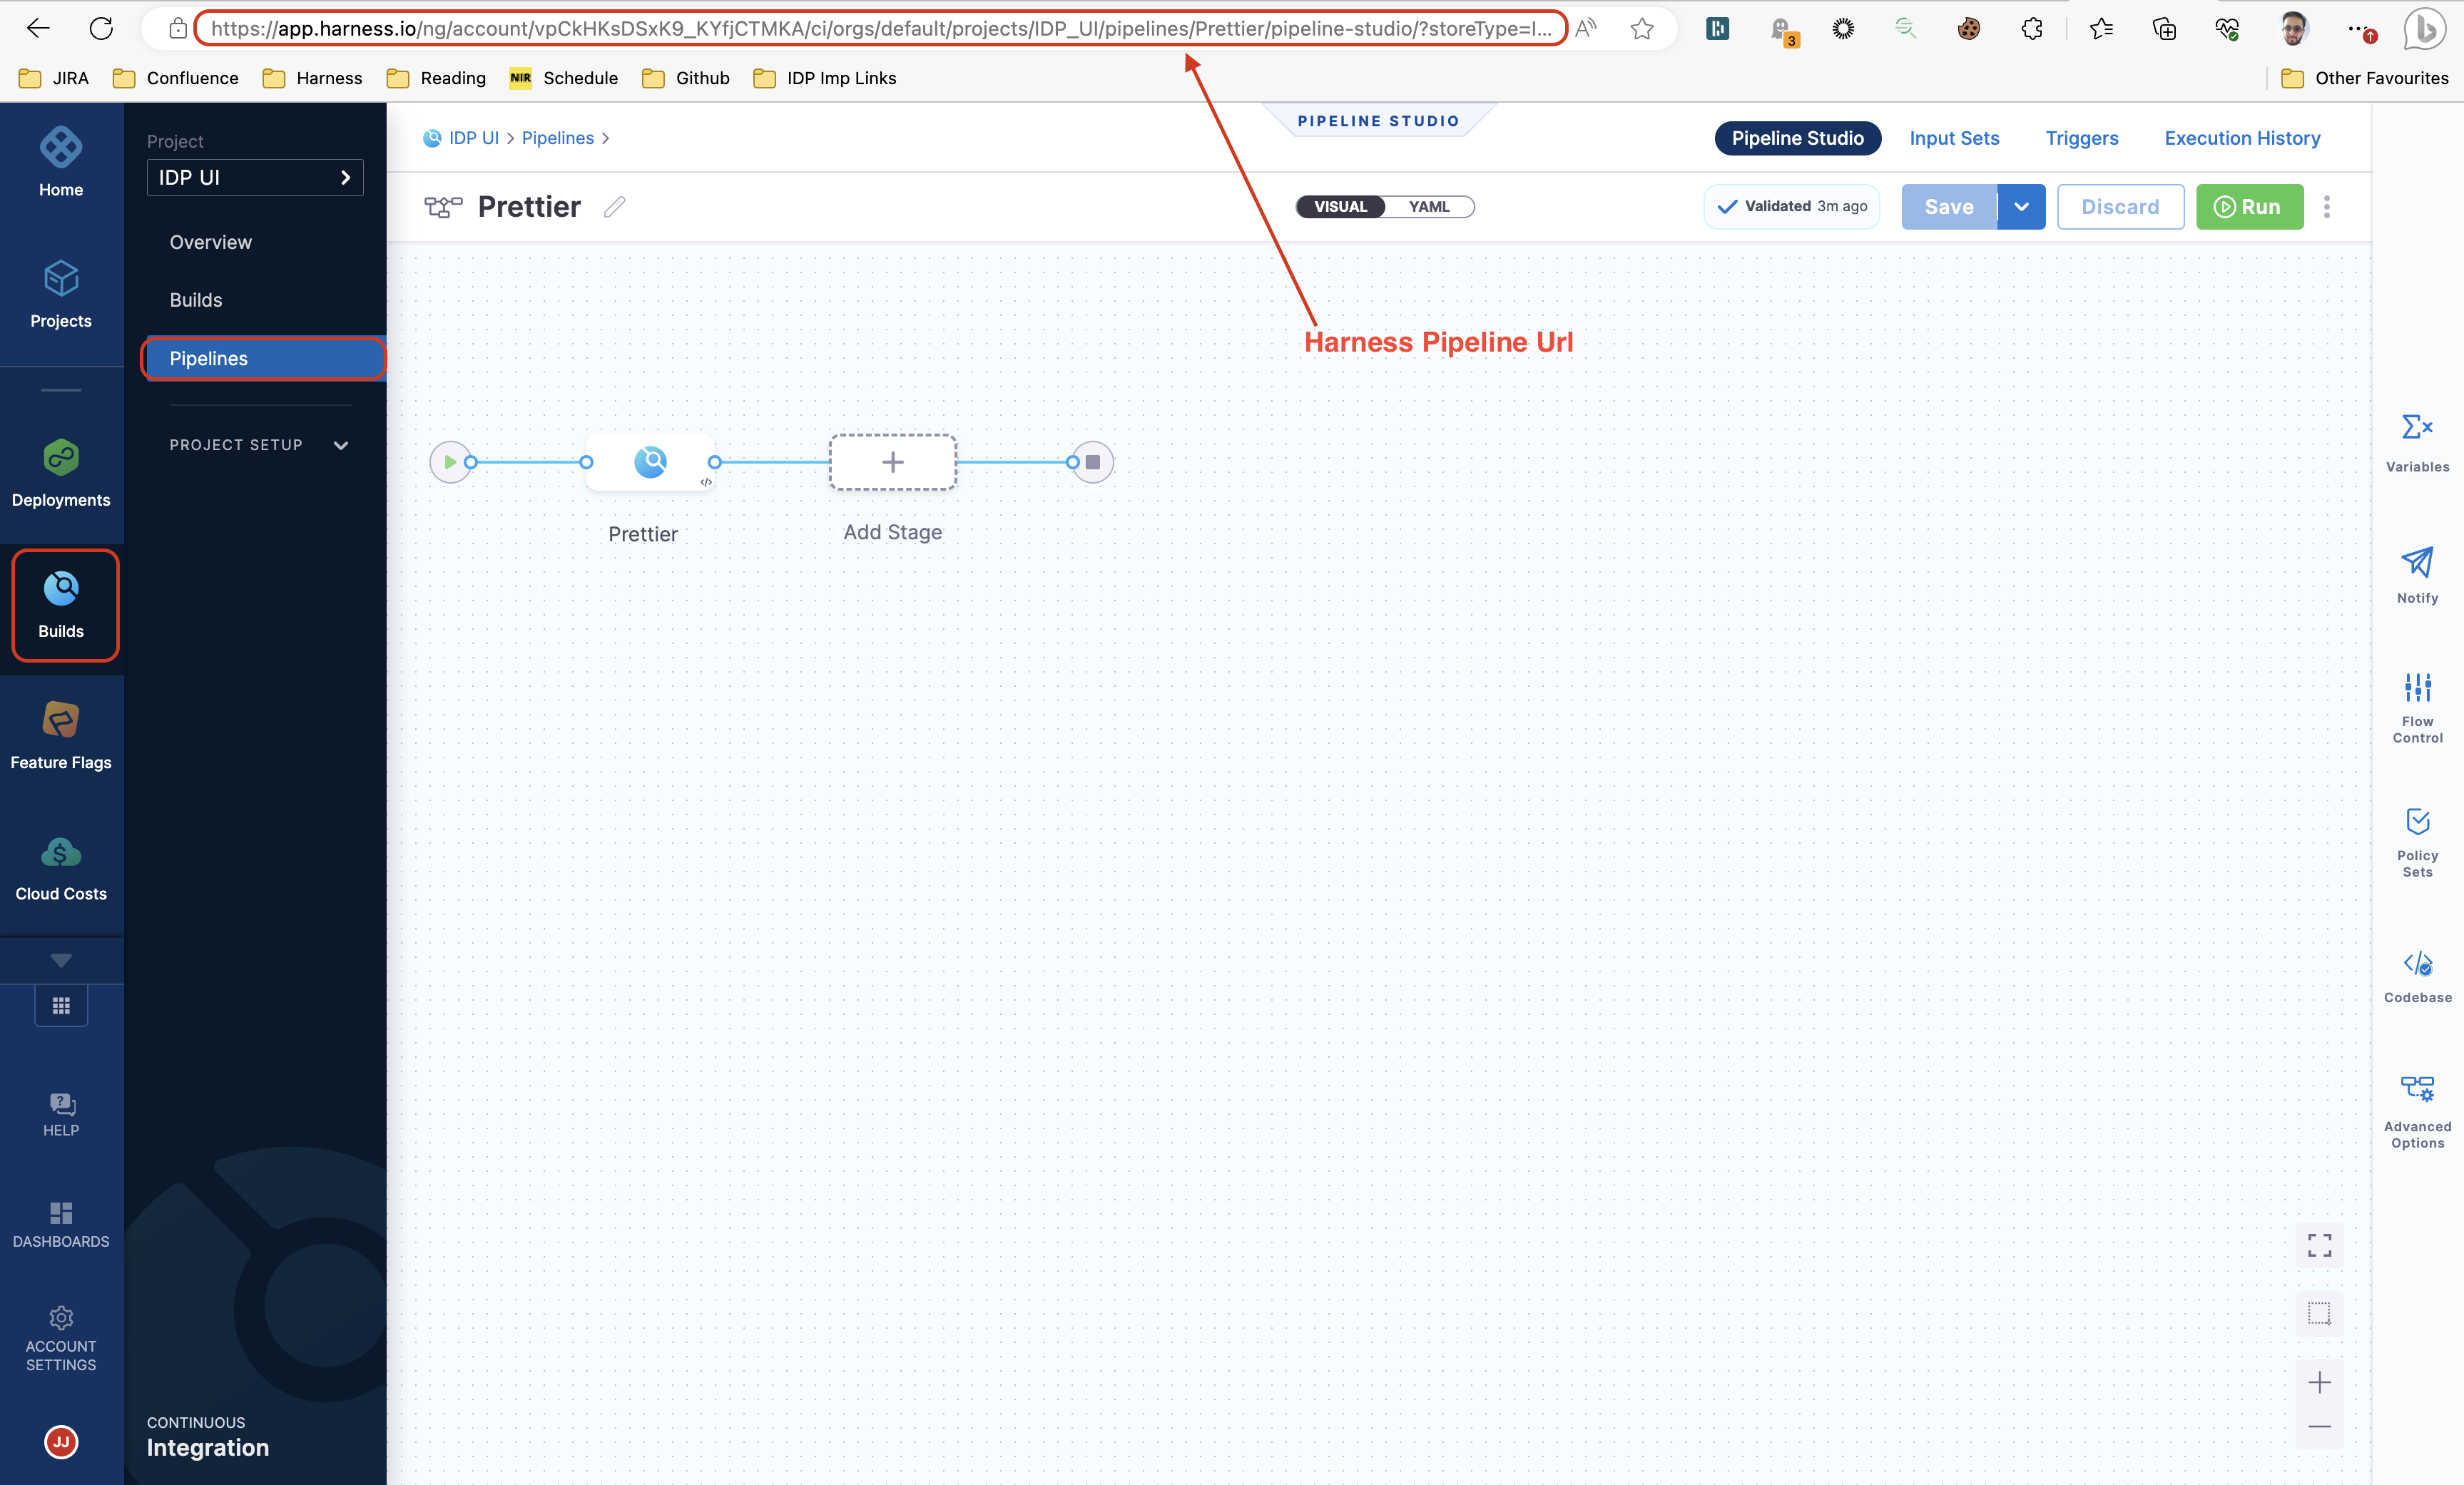 https://app.harness.io/ng/account/vpCkHKsDSxK9_KYfjCTMKA/ci/orgs/default/projects/IDP_UI/pipelines/Prettier/pipeline-studio/?storeType=I...
3
JIRA
Confluence
Harness
Reading
NIR
Schedule
Github
IDP Imp Links
Other Favourites
Home
Projects
Deployments
Builds
Feature Flags
Cloud Costs
HELP
DASHBOARDS
ACCOUNT
SETTINGS
JJ
Project
IDP UI
Overview
Builds
Pipelines
PROJECT SETUP
CONTINUOUS
Integration
IDP UI > Pipelines >
PIPELINE STUDIO
Pipeline Studio
Input Sets
Triggers
Execution History
Prettier
VISUAL
YAML
Validated 3m ago
Save
Discard
Run
Harness Pipeline Url
</>
Prettier
Add Stage
Variables
Notify
Flow
Control
Policy
Sets
Codebase
Advanced
Options